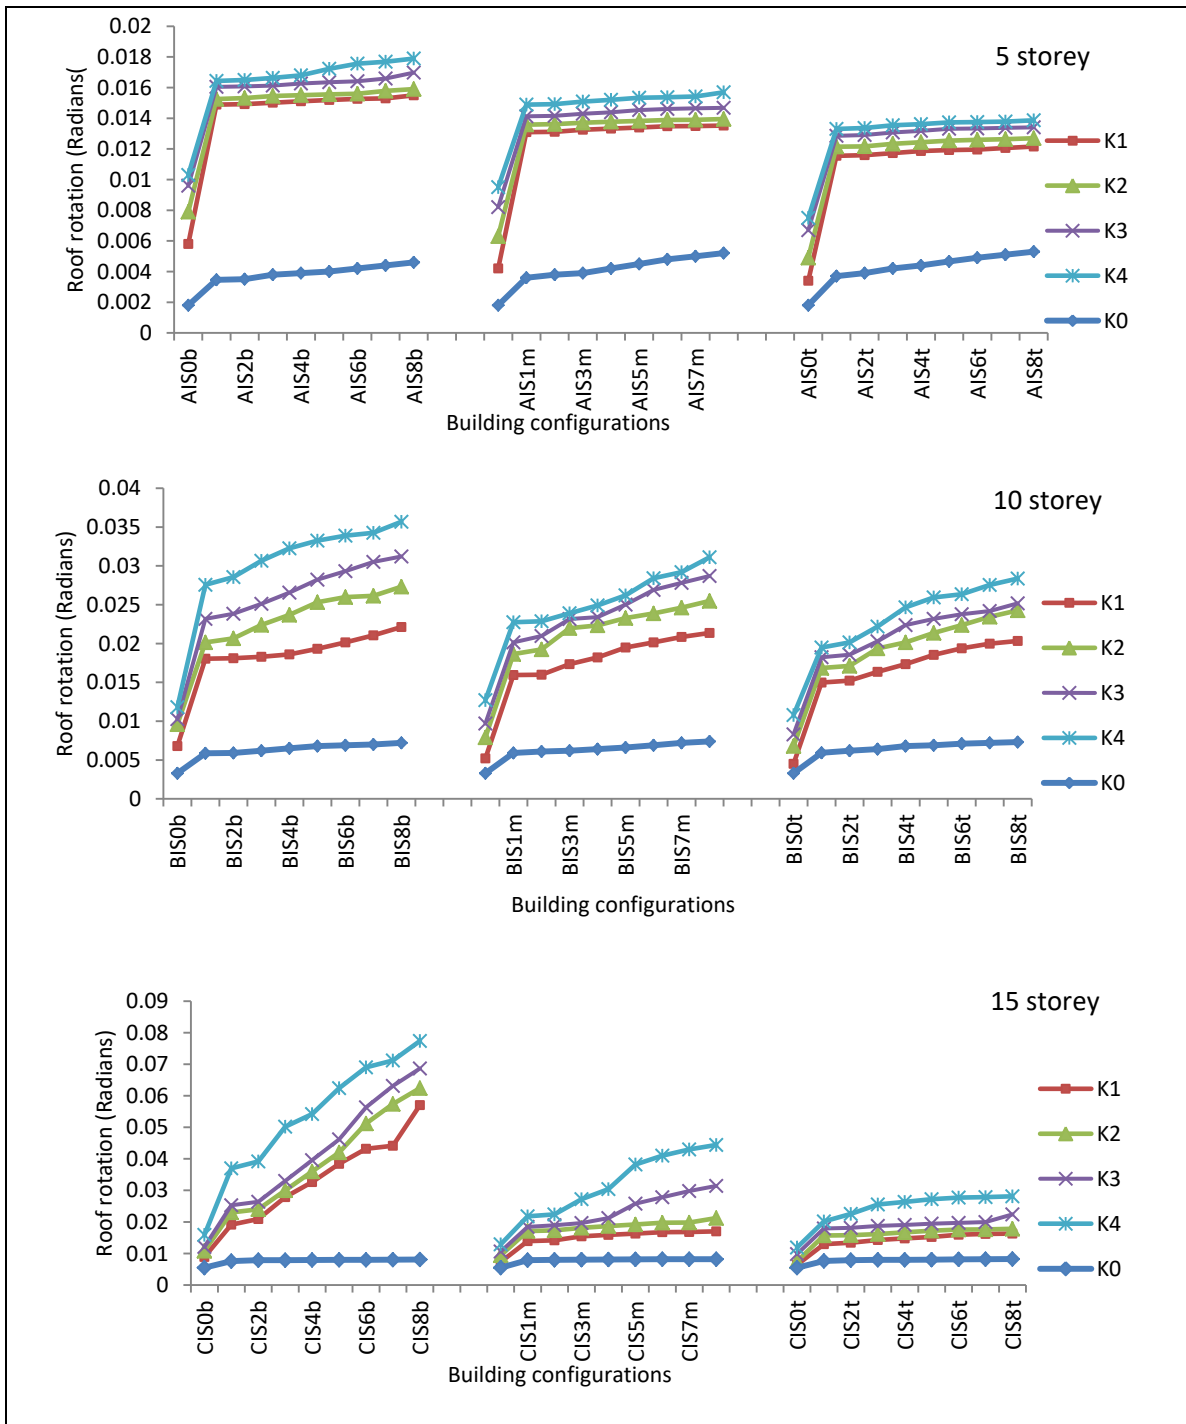 5 storey
Roof rotation (Radians(
0.02
0.018
0.016
0.014
0.012
0.01
0.008
0.006
0.004
0.002
0
AIS0b
AIS2b
AIS4b
AIS6b
AIS8b
AIS1m
AIS3m
AIS5m
AIS7m
AIS0t
AIS2t
AIS4t
AIS6t
AIS8t
Building configurations
K1
K2
K3
K4
K0
10 storey
Roof rotation (Radians)
0.04
0.035
0.03
0.025
0.02
0.015
0.01
0.005
0
BIS0b
BIS2b
BIS4b
BIS6b
BIS8b
BIS1m
BIS3m
BIS5m
BIS7m
BIS0t
BIS2t
BIS4t
BIS6t
BIS8t
Building configurations
K1
K2
K3
K4
K0
15 storey
Roof rotation (Radians)
0.09
0.08
0.07
0.06
0.05
0.04
0.03
0.02
0.01
0
CIS0b
CIS2b
CIS4b
CIS6b
CIS8b
CIS1m
CIS3m
CIS5m
CIS7m
CIS0t
CIS2t
CIS4t
CIS6t
CIS8t
Building configurations
K1
K2
K3
K4
K0